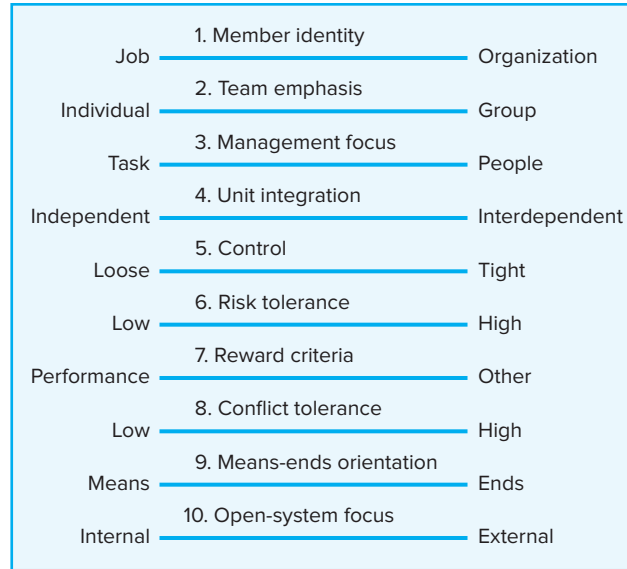 1. Member identity
Job Organization
2. Team emphasis
Individual Group
3. Management focus
Task People
4. Unit integration
Independent Interdependent
5. Control
Loose Tight
6. Risk tolerance
Low High
7. Reward criteria
Performance Other
8. Conflict tolerance
Low High
9. Means-ends orientation
Means Ends
10. Open-system focus
Internal External